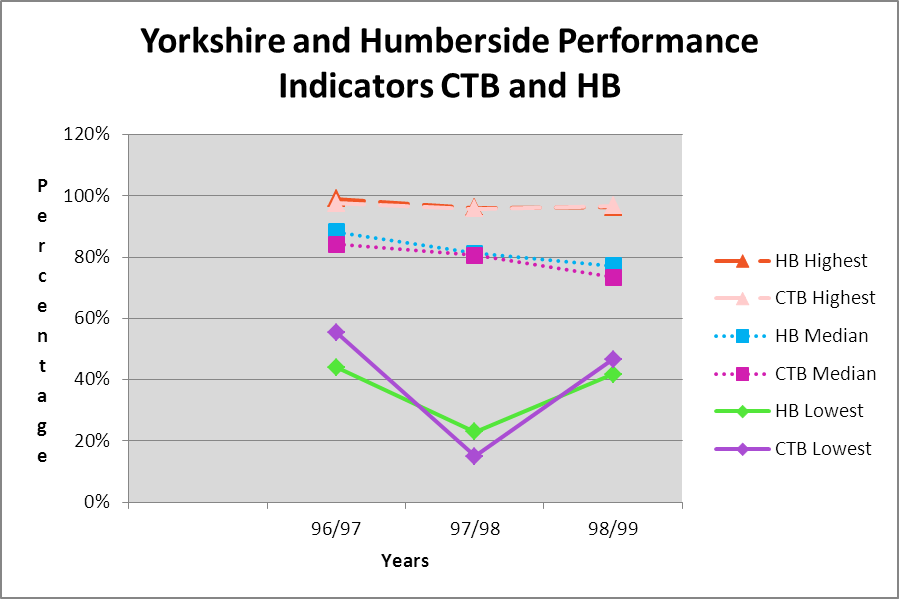 Yorkshire and Humberside Performance
Indicators CTB and HB
120%
100%
80%
60%
40%
20%
0%
Percentage
96/97
97/98
98/99
Years
HB Highest
CTB Highest
HB Median
CTB Median
HB Lowest
CTB Lowest